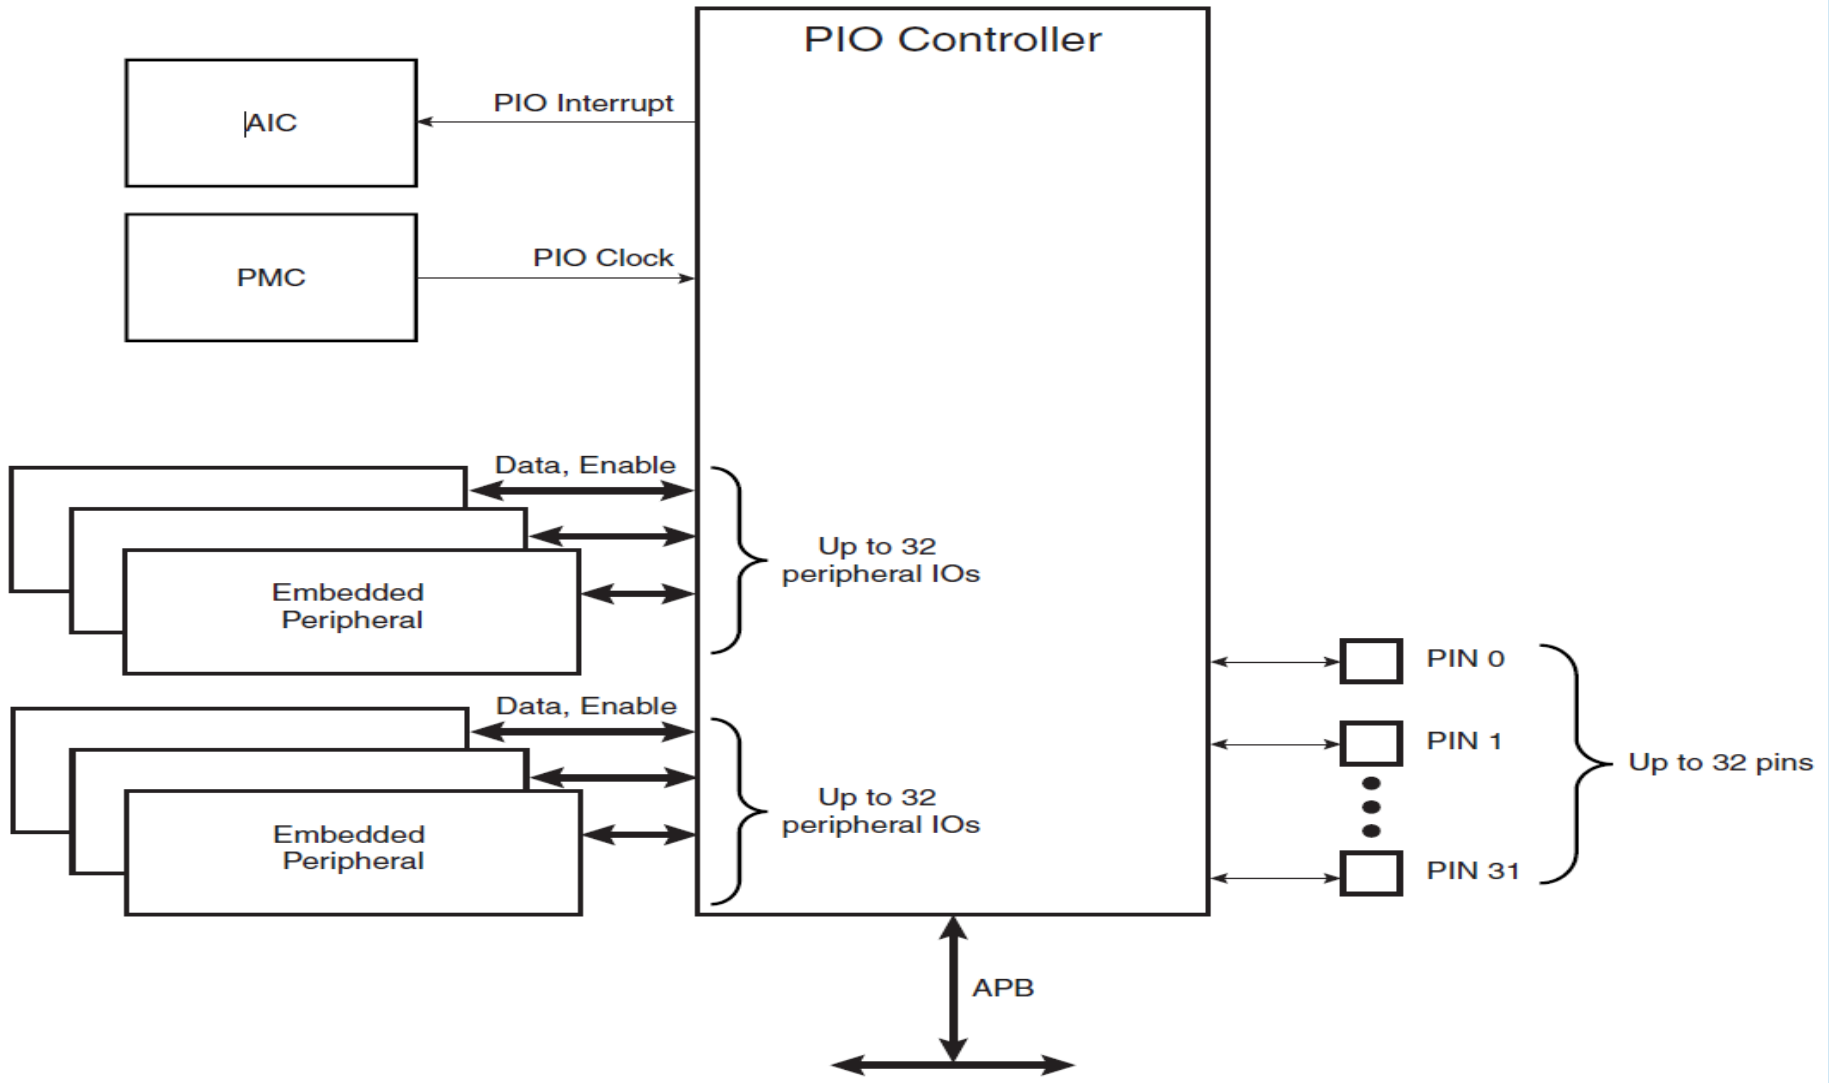 PIO Controller
PIO Interrupt
AIC
PIO Clock
PMC
Data, Enable
Up to 32
peripheral IOs
Embedded
Peripheral
Data, Enable
Up to 32
peripheral IOs
Embedded
Peripheral
PIN 0
PIN 1
Up to 32 pins
PIN 31
APB